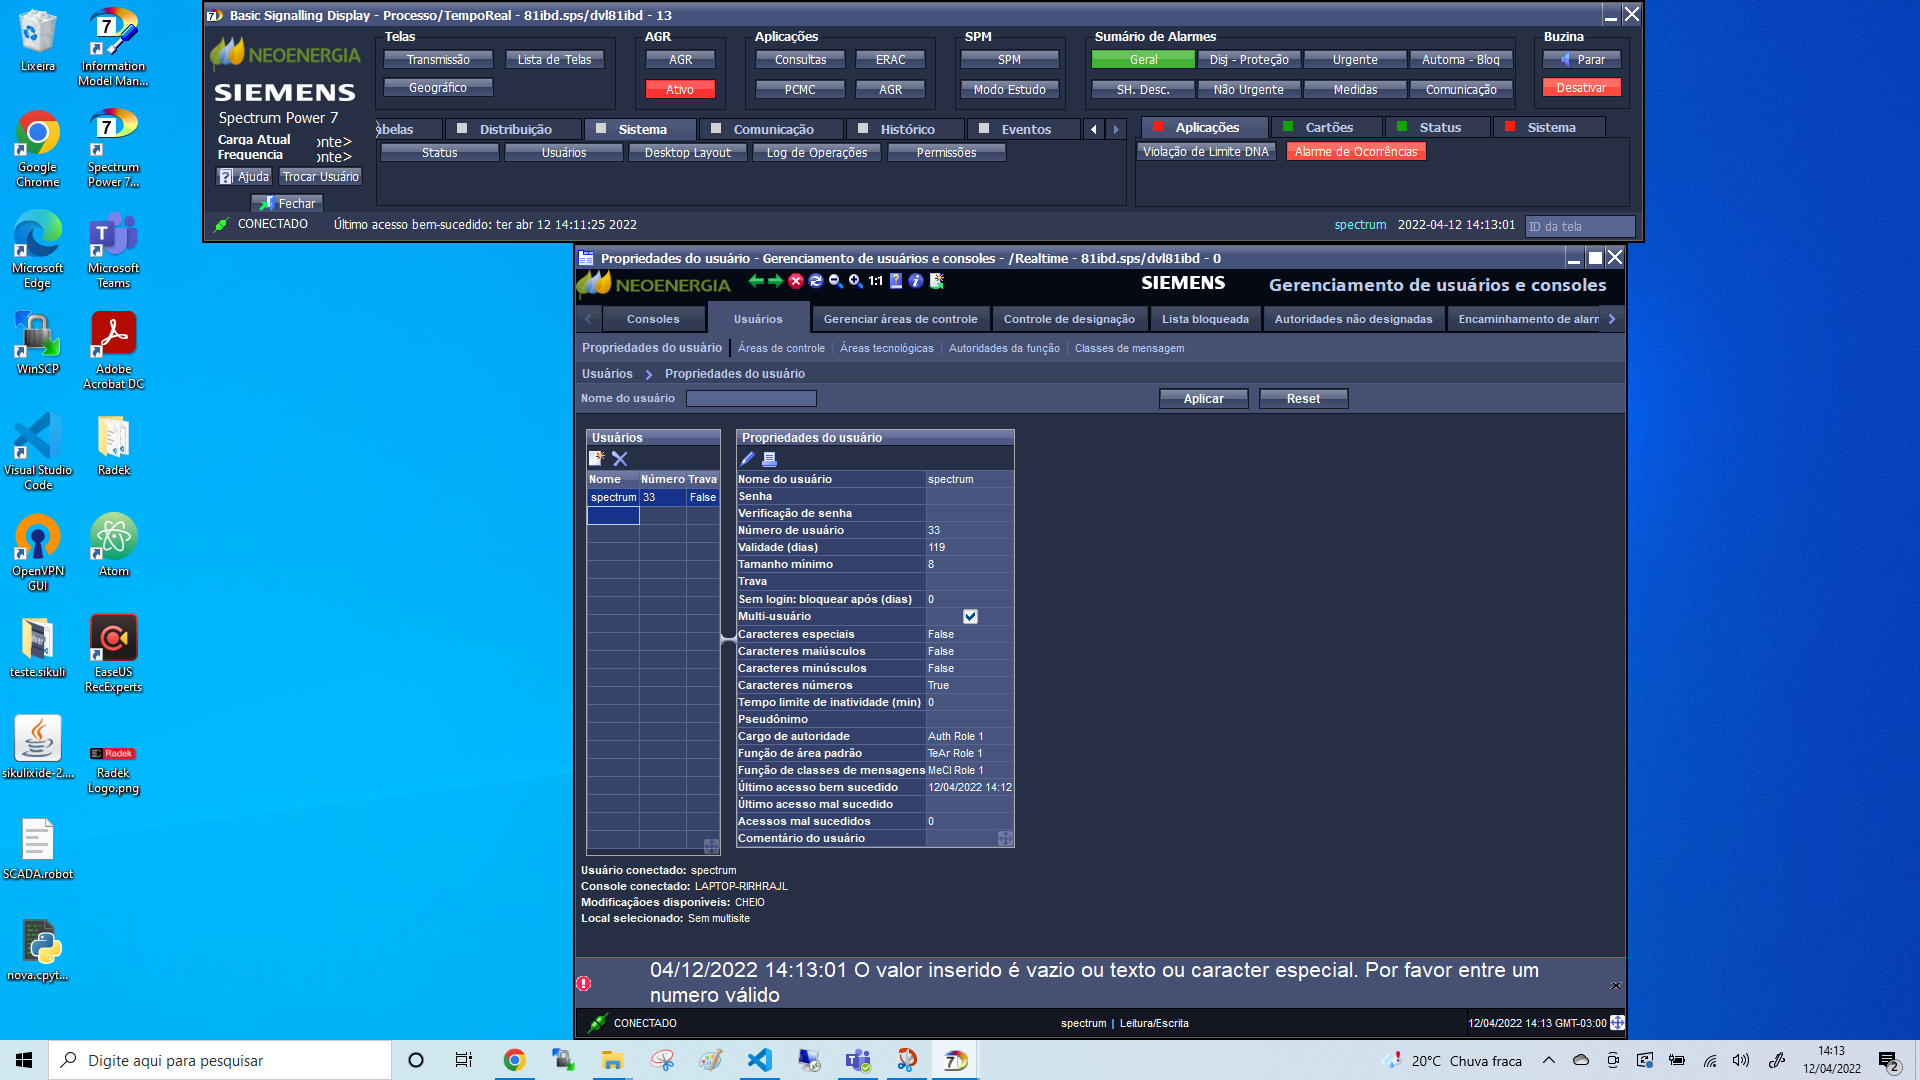 Lixeira
Information
Model Man...
Google
Chrome
Spectrum
Power 7...
Microsoft
Edge
Microsoft
Teams
WinSCP
Adobe
Acrobat DC
Visual Studio
Code
Radek
OpenVPN
GUI
Atom
teste.sikuli
EaseUS
RecExperts
sikulixide-2....
Radek
Radek
Logo.png
SCADA.robot
nova.cpyt...
Basic Signalling Display - Processo/TempoReal - 81ibd.sps/dvl81ibd - 13
NEOENERGIA
SIEMENS
Spectrum Power 7
Carga Atual
onte>
Frequencia
onte>
Ajuda
Trocar Usuário
Fechar
Telas
Transmissão
Lista de Telas
Geográfico
AGR
AGR
Ativo
Aplicações
Consultas
ERAC
PCMC
AGR
SPM
SPM
Modo Estudo
Sumário de Alarmes
Geral
Disj - Proteção
Urgente
Automa - Bloq
SH. Desc.
Não Urgente
Medidas
Comunicação
Buzina
Parar
Desativar
abelas
Distribuição
Sistema
Comunicação
Histórico
Eventos
Status
Usuários
Desktop Layout
Log de Operações
Permissões
Aplicações
Cartões
Status
Sistema
Violação de Limite DNA
Alarme de Ocorrências
CONECTADO
Último acesso bem-sucedido: ter abr 12 14:11:25 2022
spectrum
2022-04-12 14:13:01
ID da tela
Propriedades do usuário - Gerenciamento de usuários e consoles - /Realtime - 81ibd.sps/dvl81ibd - 0
NEOENERGIA
1:1
SIEMENS
Gerenciamento de usuários e consoles
Consoles
Usuários
Gerenciar áreas de controle
Controle de designação
Lista bloqueada
Autoridades não designadas
Encaminhamento de alarr
Propriedades do usuário
Áreas de controle
Áreas tecnológicas
Autoridades da função
Classes de mensagem
Usuários
Propriedades do usuário
Nome do usuário
Aplicar
Reset
Usuários
Nome Número Trava
spectrum 33 False
Propriedades do usuário
Nome do usuário spectrum
Senha
Verificação de senha
Número de usuário 33
Validade (dias) 119
Tamanho mínimo 8
Trava
Sem login: bloquear após (dias) 0
Multi-usuário
Caracteres especiais False
Caracteres maiúsculos False
Caracteres minúsculos False
Caracteres números True
Tempo limite de inatividade (min) 0
Pseudônimo
Cargo de autoridade Auth Role 1
Função de área padrão TeAr Role 1
Função de classes de mensagens MeCl Role 1
Último acesso bem sucedido 12/04/2022 14:12
Último acesso mal sucedido
Acessos mal sucedidos 0
Comentário do usuário
Usuário conectado: spectrum
Console conectado: LAPTOP-RIRHRAJL
Modificaçãoes disponíveis: CHEIO
Local selecionado: Sem multisite
04/12/2022 14:13:01 O valor inserido é vazio ou texto ou caracter especial. Por favor entre um
numero válido
CONECTADO
spectrum | Leitura/Escrita
12/04/2022 14:13 GMT-03:00
Digite aqui para pesquisar
20°C Chuva fraca
14:13
12/04/2022
2